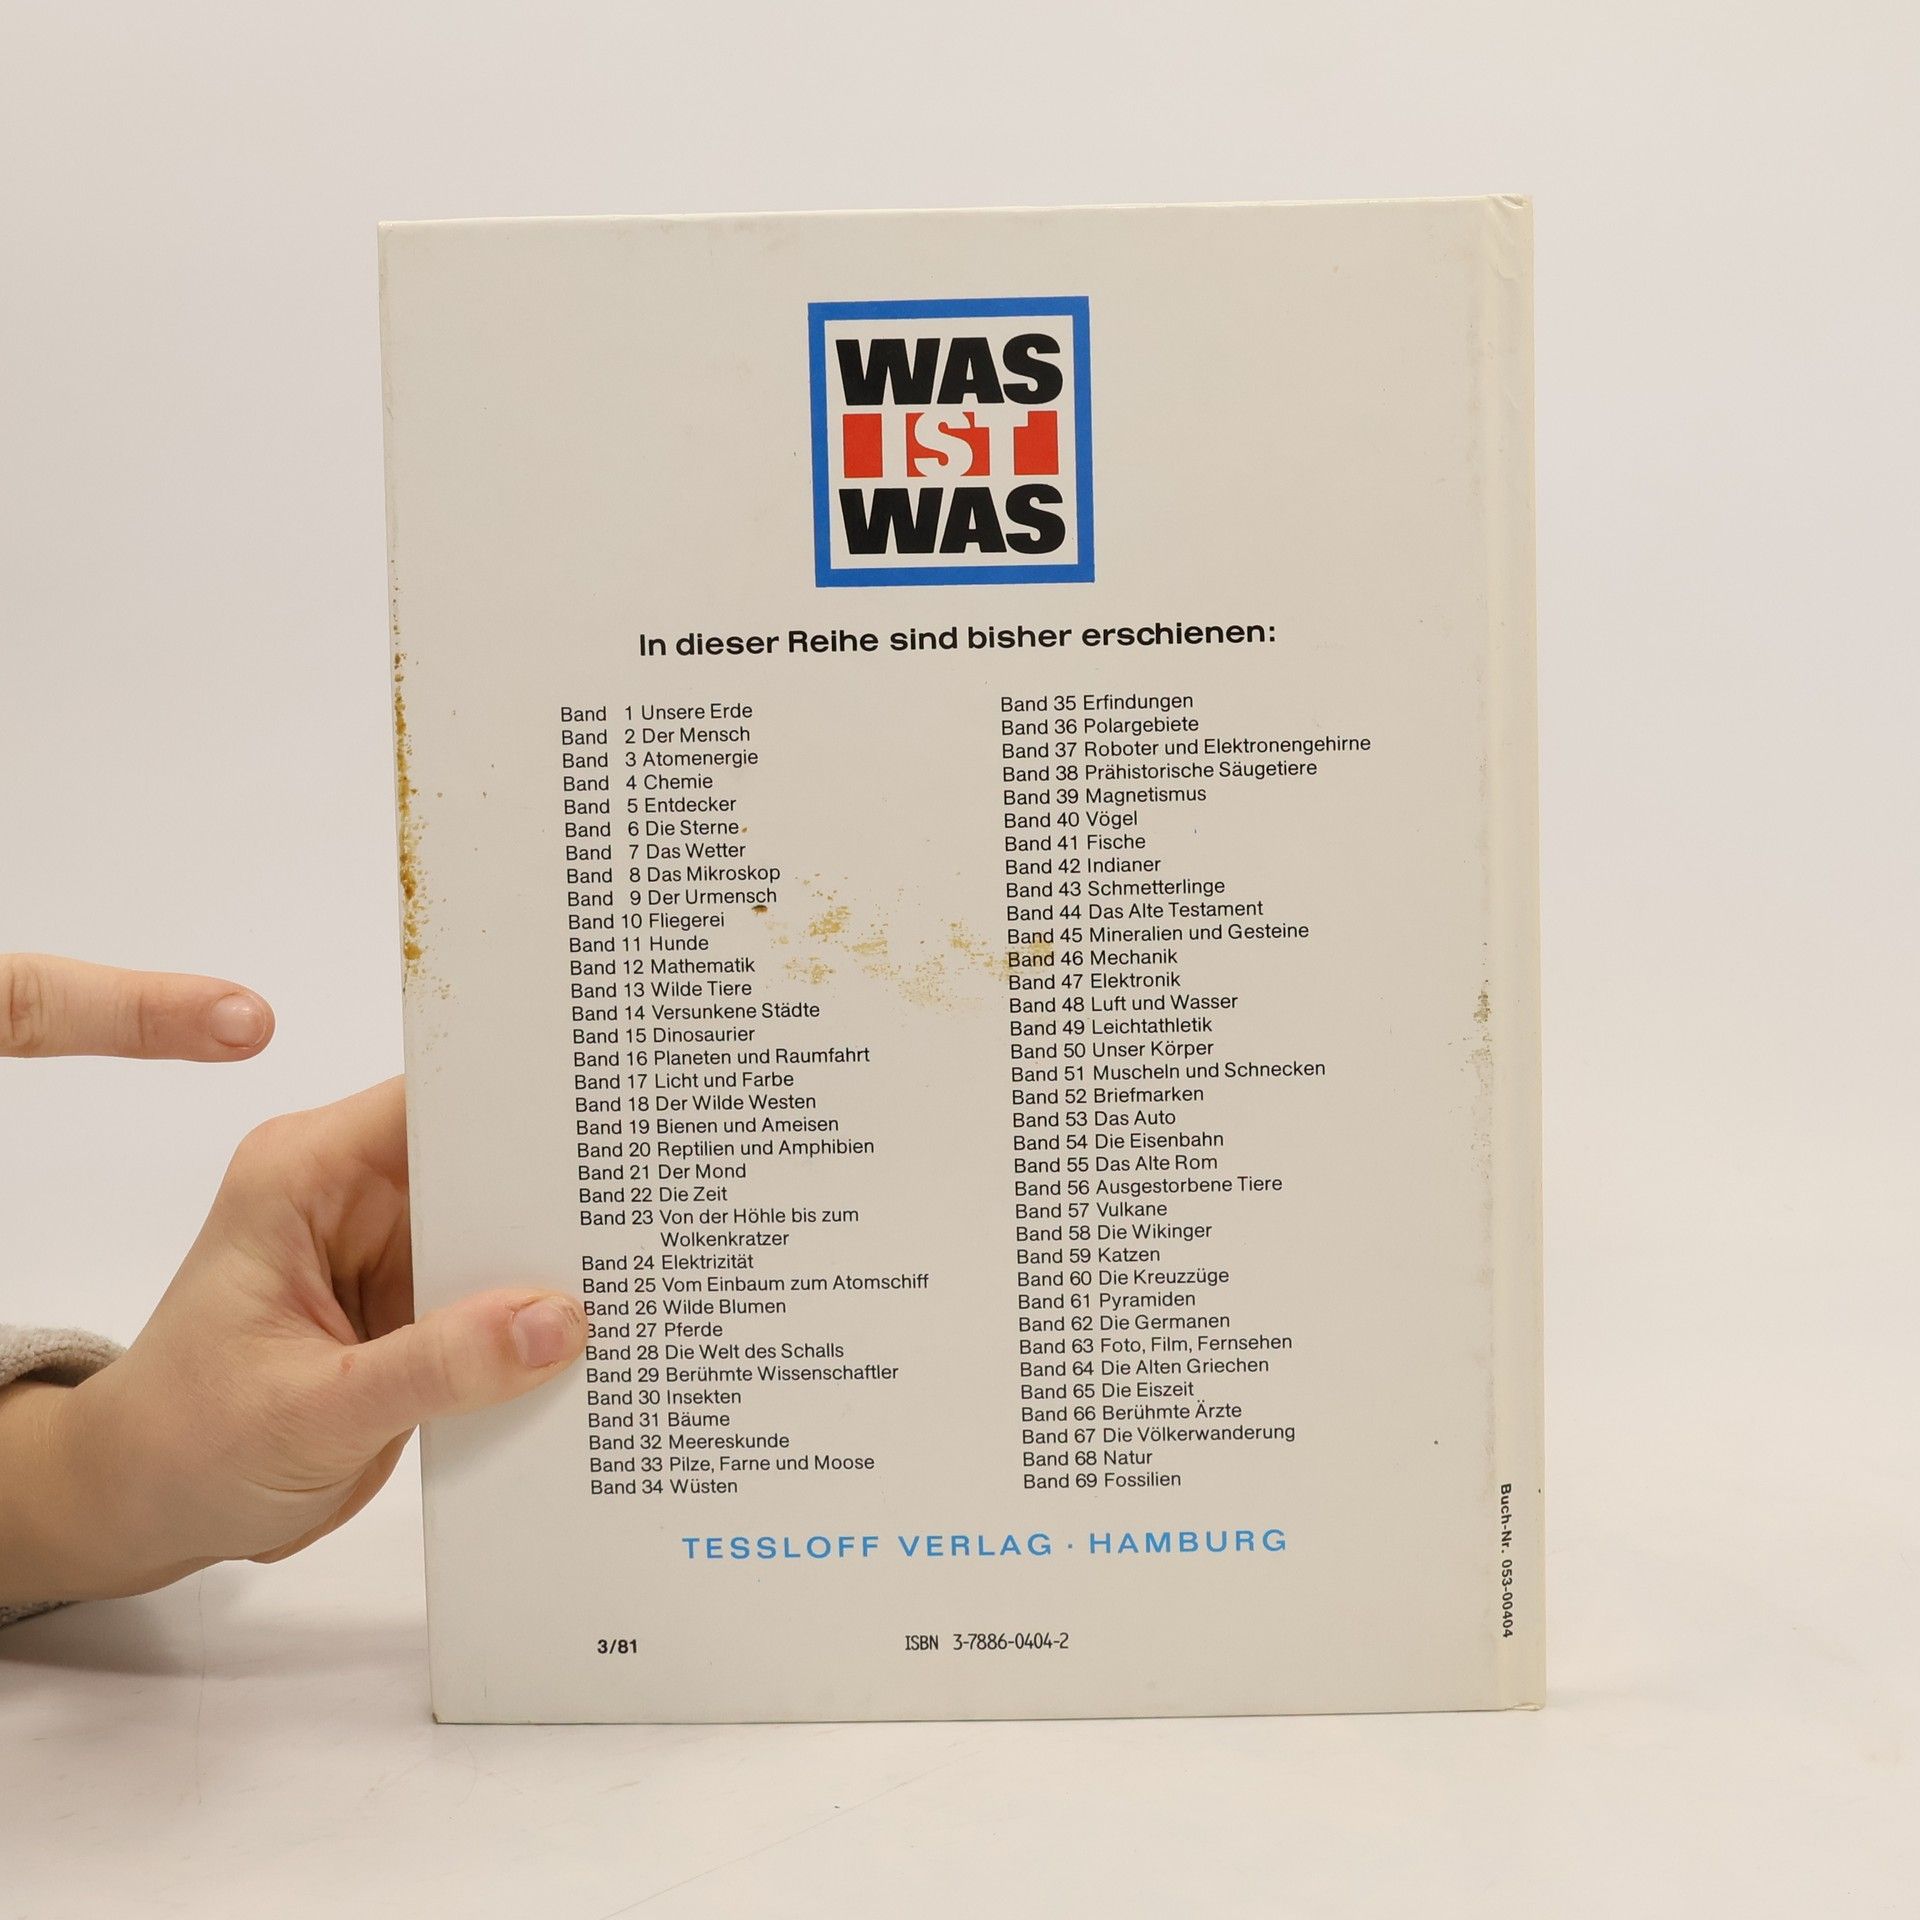 WAS
IST
WAS
In dieser Reihe sind bisher erschienen:
Band 1 Unsere Erde
Band 2 Der Mensch
Band 3 Atomenergie
Band 4 Chemie
Band 5 Entdecker
Band 6 Die Sterne
Band 7 Das Wetter
Band 8 Das Mikroskop
Band 9 Der Urmensch
Band 10 Fliegerei
Band 11 Hunde
Band 12 Mathematik
Band 13 Wilde Tiere
Band 14 Versunkene Städte
Band 15 Dinosaurier
Band 16 Planeten und Raumfahrt
Band 17 Licht und Farbe
Band 18 Der Wilde Westen
Band 19 Bienen und Ameisen
Band 20 Reptilien und Amphibien
Band 21 Der Mond
Band 22 Die Zeit
Band 23 Von der Höhle bis zum
Wolkenkratzer
Band 24 Elektrizität
Band 25 Vom Einbaum zum Atomschiff
Band 26 Wilde Blumen
Band 27 Pferde
Band 28 Die Welt des Schalls
Band 29 Berühmte Wissenschaftler
Band 30 Insekten
Band 31 Bäume
Band 32 Meereskunde
Band 33 Pilze, Farne und Moose
Band 34 Wüsten
Band 35 Erfindungen
Band 36 Polargebiete
Band 37 Roboter und Elektronengehirne
Band 38 Prähistorische Säugetiere
Band 39 Magnetismus
Band 40 Vögel
Band 41 Fische
Band 42 Indianer
Band 43 Schmetterlinge
Band 44 Das Alte Testament
Band 45 Mineralien und Gesteine
Band 46 Mechanik
Band 47 Elektronik
Band 48 Luft und Wasser
Band 49 Leichtathletik
Band 50 Unser Körper
Band 51 Muscheln und Schnecken
Band 52 Briefmarken
Band 53 Das Auto
Band 54 Die Eisenbahn
Band 55 Das Alte Rom
Band 56 Ausgestorbene Tiere
Band 57 Vulkane
Band 58 Die Wikinger
Band 59 Katzen
Band 60 Die Kreuzzüge
Band 61 Pyramiden
Band 62 Die Germanen
Band 63 Foto, Film, Fernsehen
Band 64 Die Alten Griechen
Band 65 Die Eiszeit
Band 66 Berühmte Ärzte
Band 67 Die Völkerwanderung
Band 68 Natur
Band 69 Fossilien
TESSLOFF VERLAG · HAMBURG
3/81
ISBN 3-7886-0404-2
Buch-Nr. 053-00404